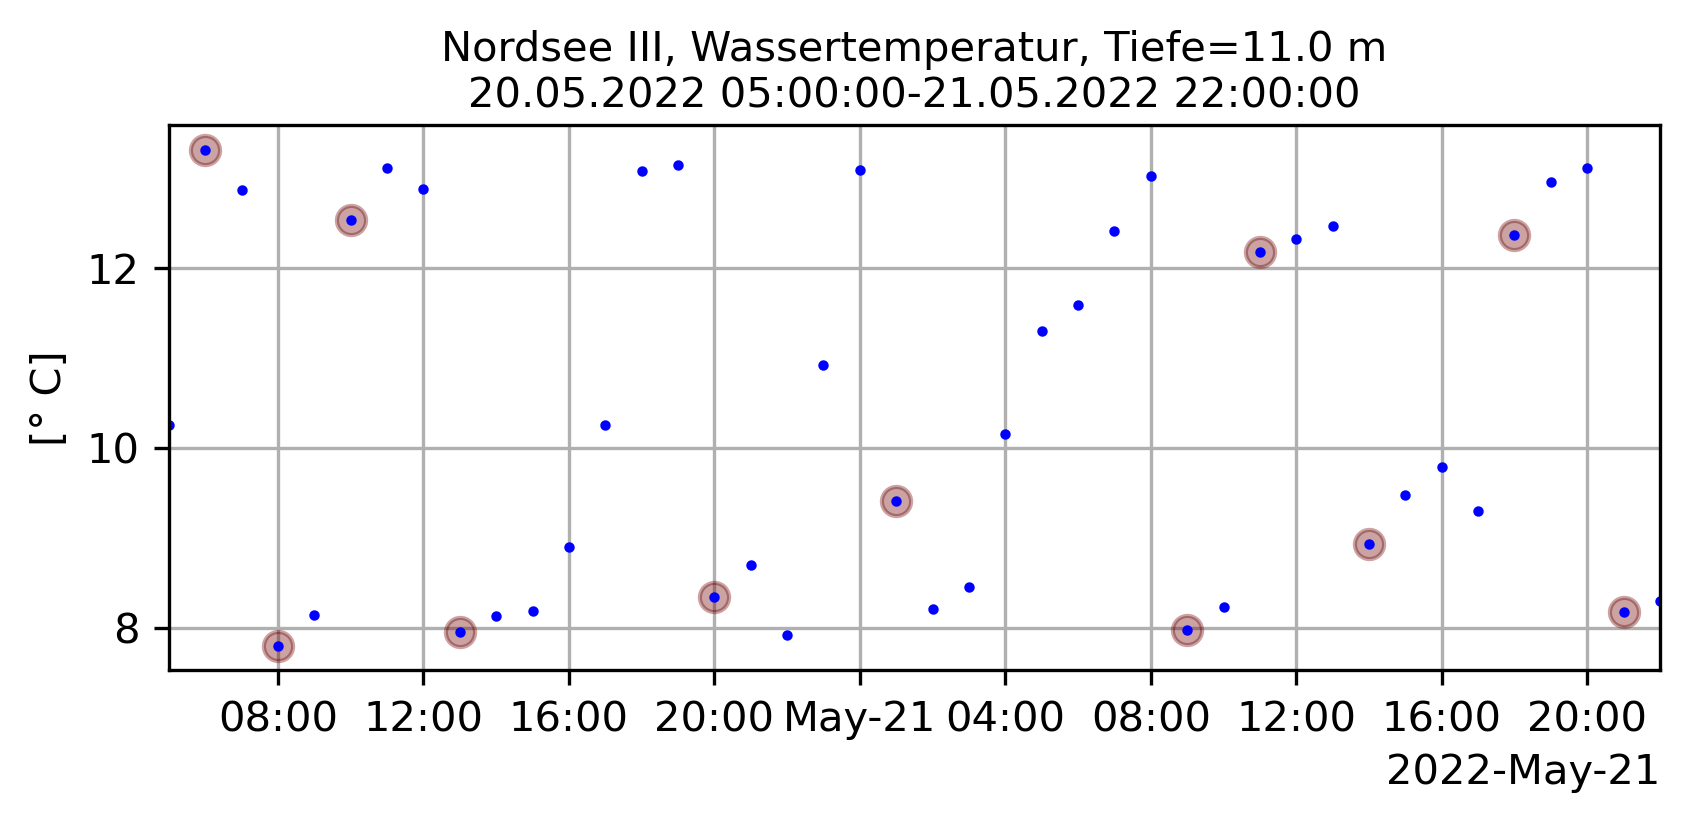 Nordsee III, Wassertemperatur, Tiefe=11.0 m
20.05.2022 05:00:00-21.05.2022 22:00:00
[° C]
12
10
8
08:00 12:00 16:00 20:00 May-21 04:00 08:00 12:00 16:00 20:00
2022-May-21